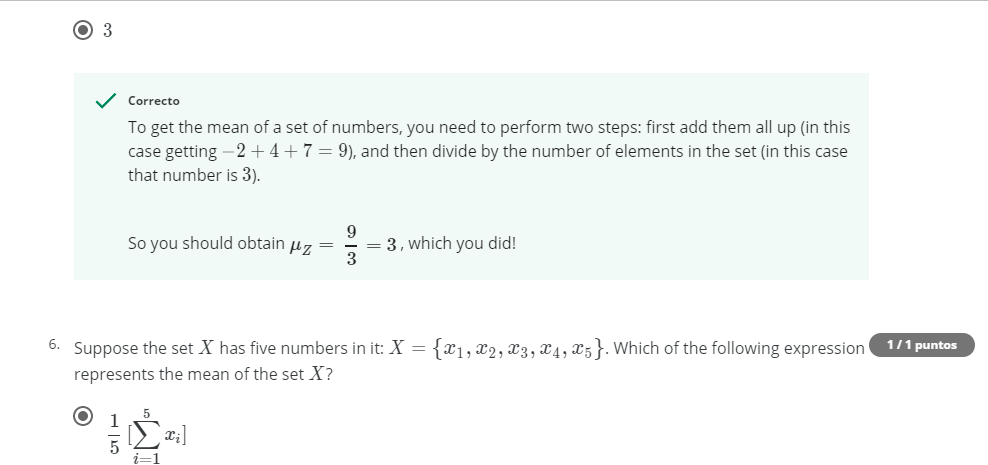 3
Correcto
To get the mean of a set of numbers, you need to perform two steps: first add them all up (in this
case getting −2 + 4 + 7 = 9), and then divide by the number of elements in the set (in this case
that number is 3).
So you should obtain μ_Z = 9/3 = 3, which you did!
6. Suppose the set X has five numbers in it: X = {x₁, x₂, x₃, x₄, x₅}. Which of the following expression 1 / 1 puntos
represents the mean of the set X?
1/5 [∑_{i=1}^{5} x_i]